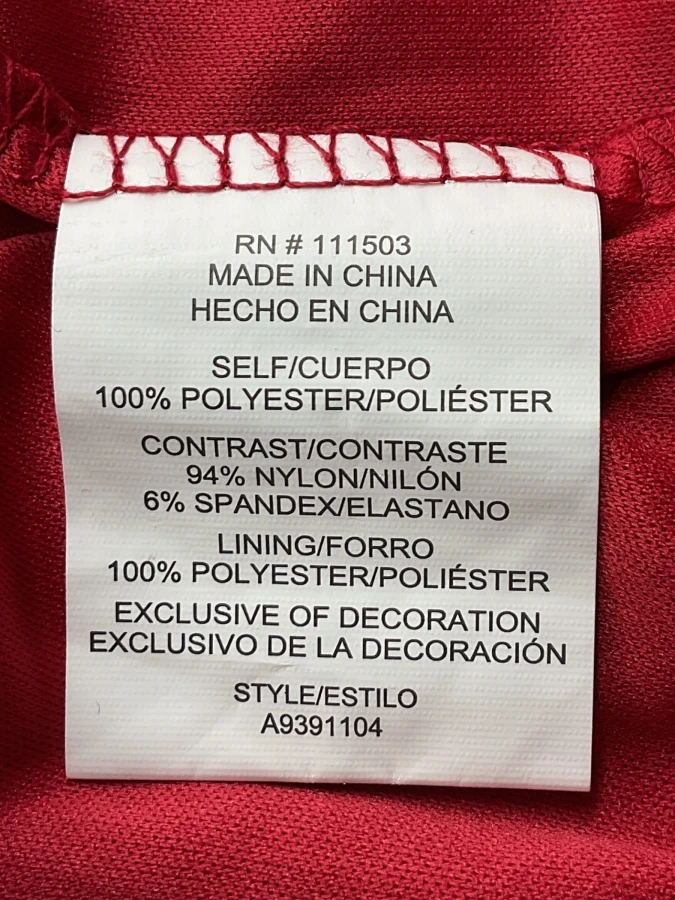 RN # 111503
MADE IN CHINA
HECHO EN CHINA
SELF/CUERPO
100% POLYESTER/POLIÉSTER
CONTRAST/CONTRASTE
94% NYLON/NILÓN
6% SPANDEX/ELASTANO
LINING/FORRO
100% POLYESTER/POLIÉSTER
EXCLUSIVE OF DECORATION
EXCLUSIVO DE LA DECORACIÓN
STYLE/ESTILO
A9391104